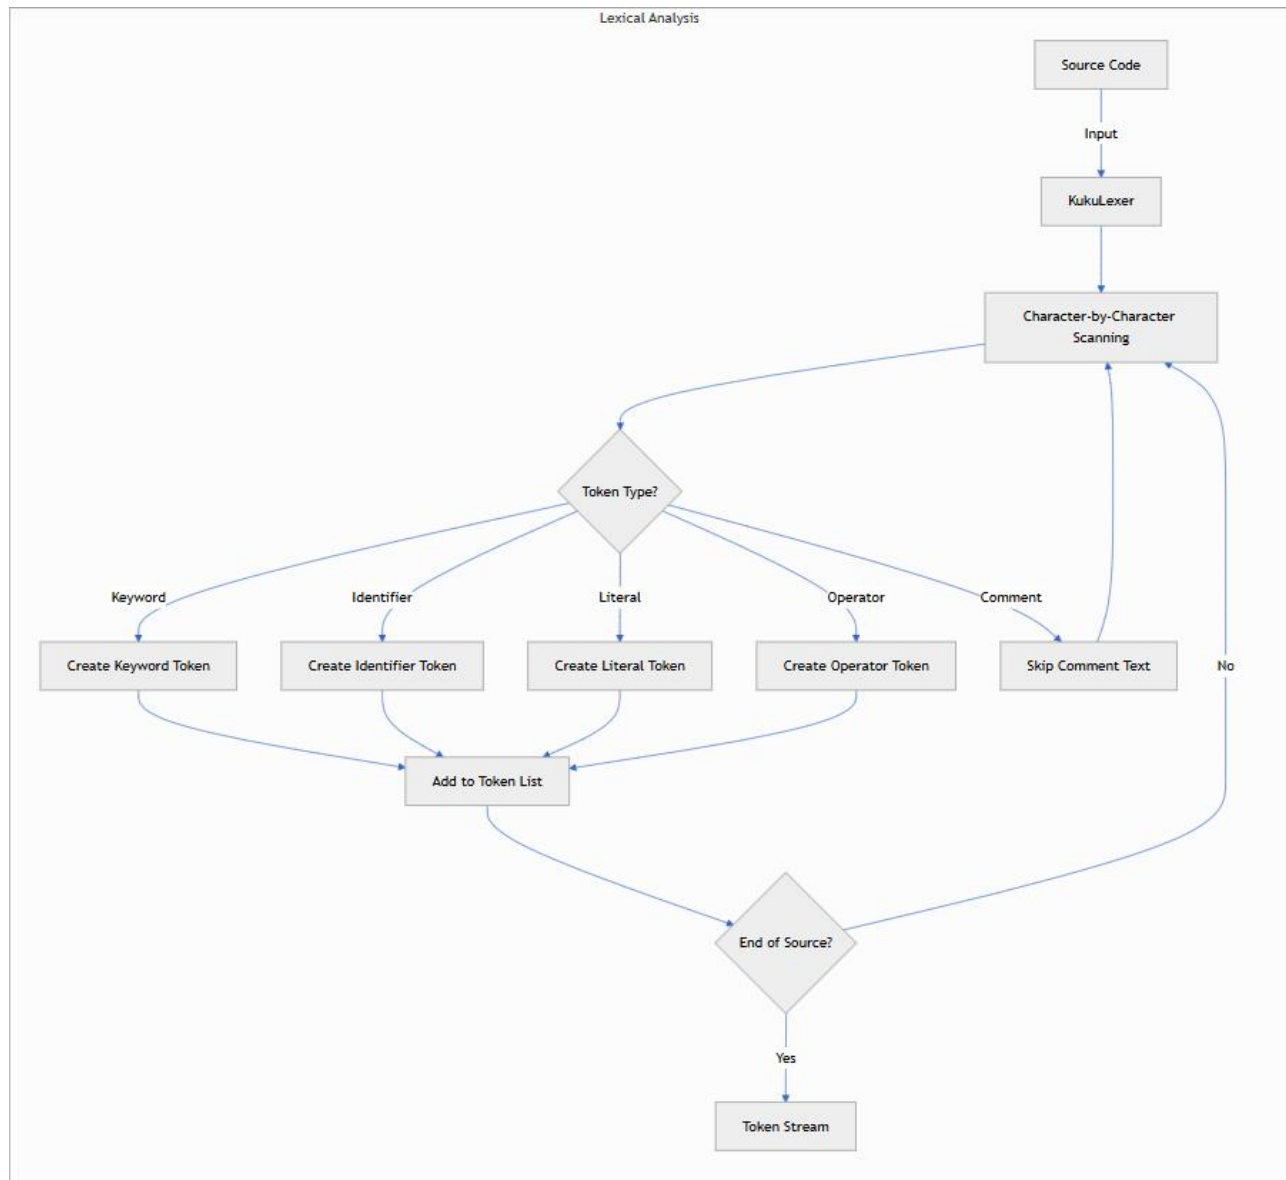 Lexical Analysis
Source Code
Input
KukuLexer
Character-by-Character
Scanning
Token Type?
Keyword
Identifier
Literal
Operator
Comment
Create Keyword Token
Create Identifier Token
Create Literal Token
Create Operator Token
Skip Comment Text
No
Add to Token List
End of Source?
Yes
Token Stream